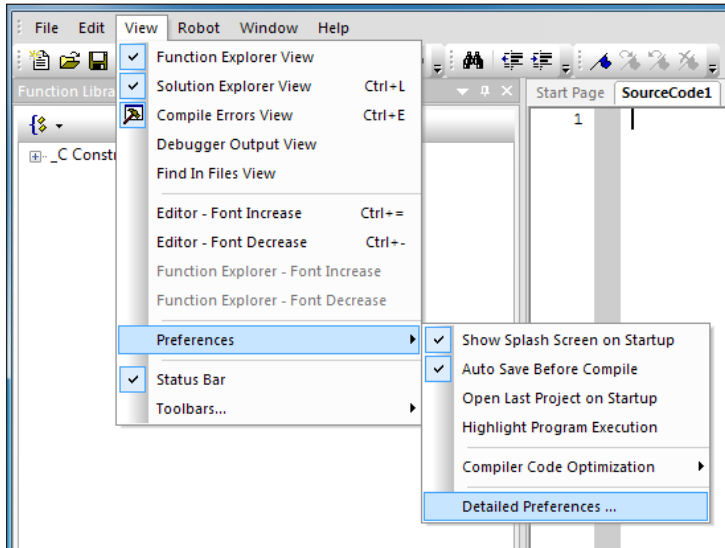 File Edit View Robot Window Help
Function Libra
Start Page SourceCode1
1
_C Constr
Function Explorer View
Solution Explorer View Ctrl+L
Compile Errors View Ctrl+E
Debugger Output View
Find In Files View
Editor - Font Increase Ctrl+=
Editor - Font Decrease Ctrl+-
Function Explorer - Font Increase
Function Explorer - Font Decrease
Preferences
Status Bar
Toolbars...
Show Splash Screen on Startup
Auto Save Before Compile
Open Last Project on Startup
Highlight Program Execution
Compiler Code Optimization
Detailed Preferences ...